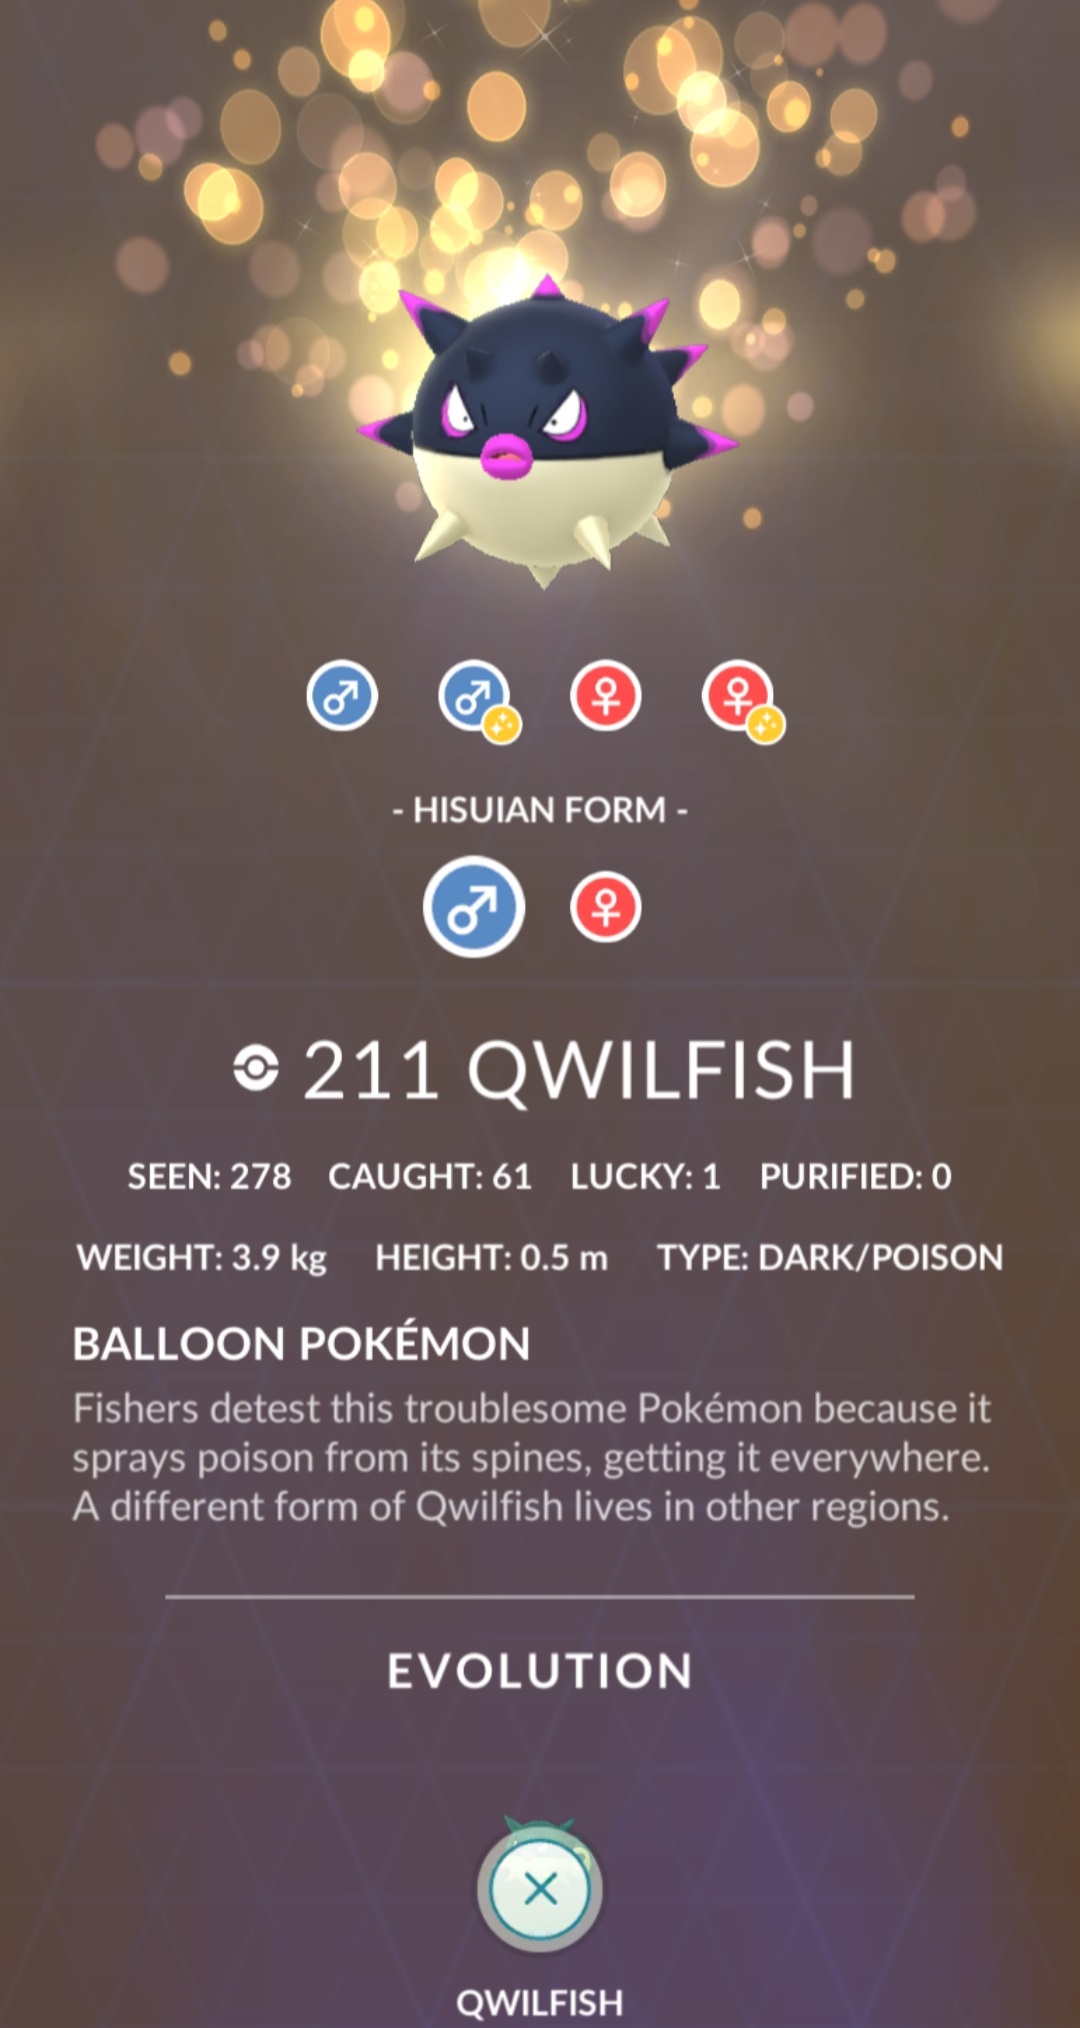 - HISUIAN FORM -
211 QWILFISH
SEEN: 278 CAUGHT: 61 LUCKY: 1 PURIFIED: 0
WEIGHT: 3.9 kg HEIGHT: 0.5 m TYPE: DARK/POISON
BALLOON POKÉMON
Fishers detest this troublesome Pokémon because it
sprays poison from its spines, getting it everywhere.
A different form of Qwilfish lives in other regions.
EVOLUTION
QWILFISH